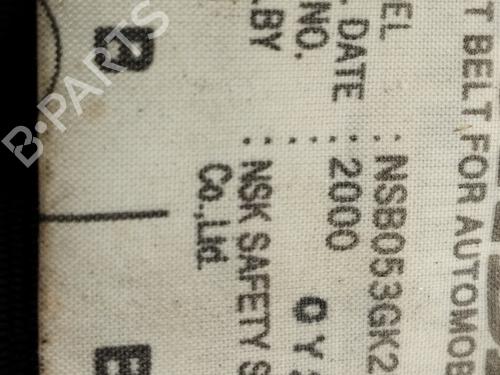 T BELT FOR AUTOMOB
EL : NSB053GK2
DATE : 2000
NO. : O Y
BY : NSK SAFETY S
Co.,Ltd.
B-PARTS